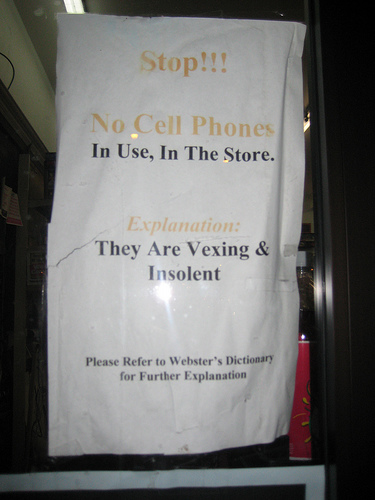 Stop!!!
No Cell Phones
In Use, In The Store.
Explanation:
They Are Vexing &
Insolent
Please Refer to Webster's Dictionary
for Further Explanation